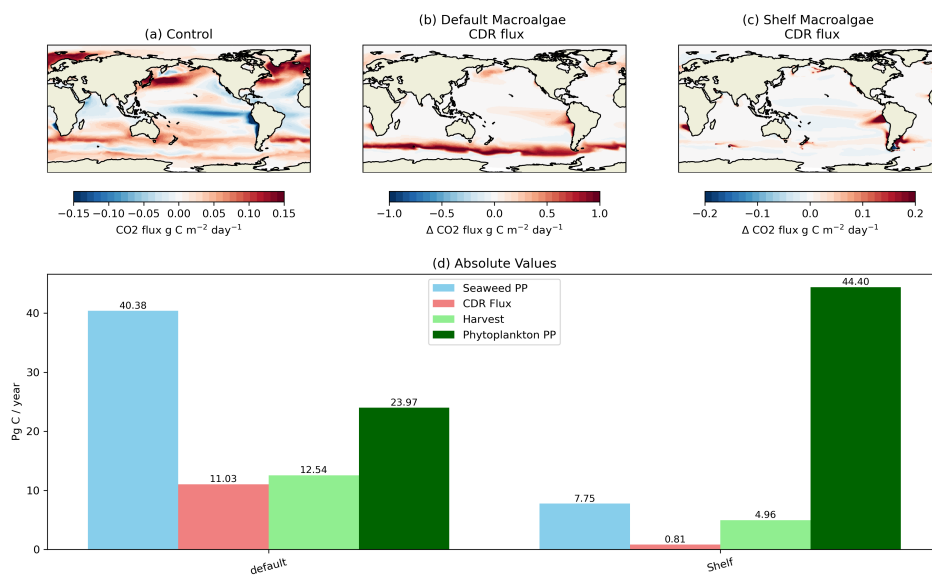 (a) Control
(b) Default Macroalgae
CDR flux
(c) Shelf Macroalgae
CDR flux
−0.15 −0.10 −0.05 0.00 0.05 0.10 0.15
CO2 flux g C m⁻² day⁻¹
−1.0 −0.5 0.0 0.5 1.0
Δ CO2 flux g C m⁻² day⁻¹
−0.2 −0.1 0.0 0.1 0.2
Δ CO2 flux g C m⁻² day⁻¹
(d) Absolute Values
Pg C / year
40
30
20
10
0
Seaweed PP
CDR Flux
Harvest
Phytoplankton PP
40.38
11.03
12.54
23.97
7.75
0.81
4.96
44.40
default
Shelf